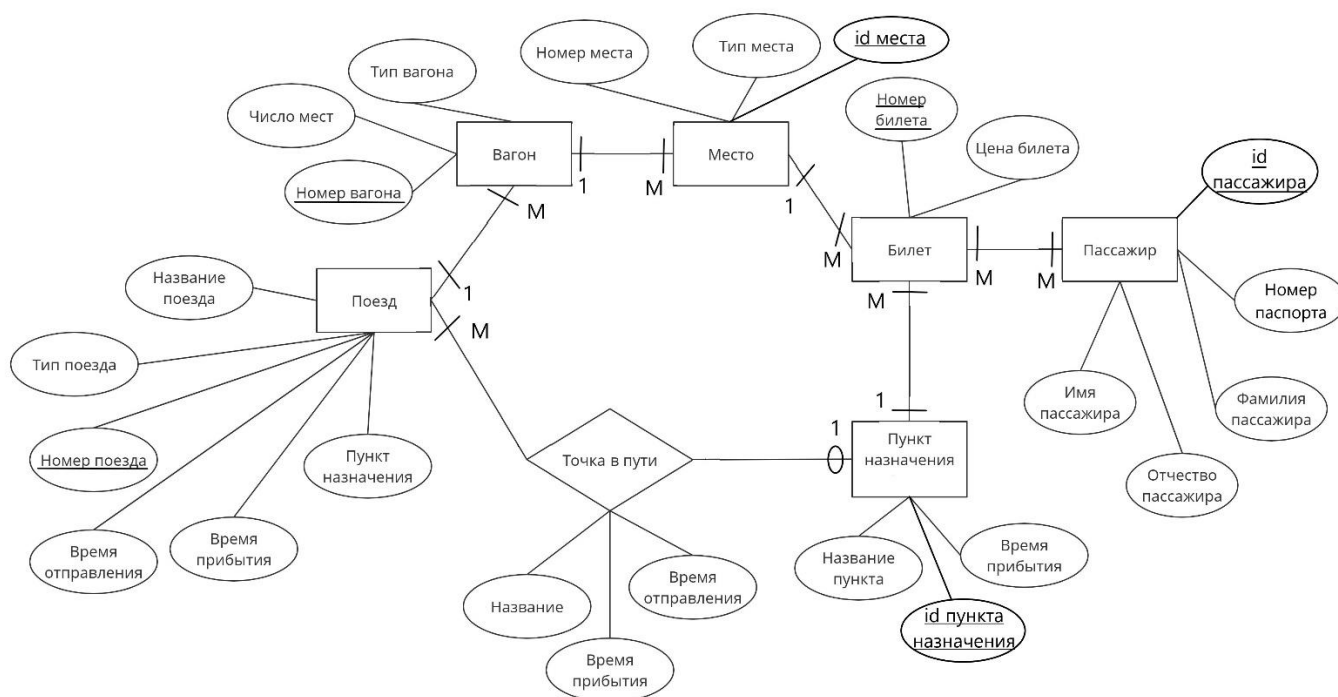 Номер места
Тип места
id места
Тип вагона
Число мест
Номер вагона
Вагон
1
М
Место
1
М
Номер
билета
Цена билета
id
пассажира
М
Билет
М
М
Пассажир
М
Номер
паспорта
Имя
пассажира
Фамилия
пассажира
Отчество
пассажира
Название
поезда
Поезд
1
М
Тип поезда
Номер поезда
Пункт
назначения
Время
отправления
Время
прибытия
Точка в пути
1
1
Пункт
назначения
Название
Время
прибытия
Время
отправления
Название
пункта
Время
прибытия
id пункта
назначения